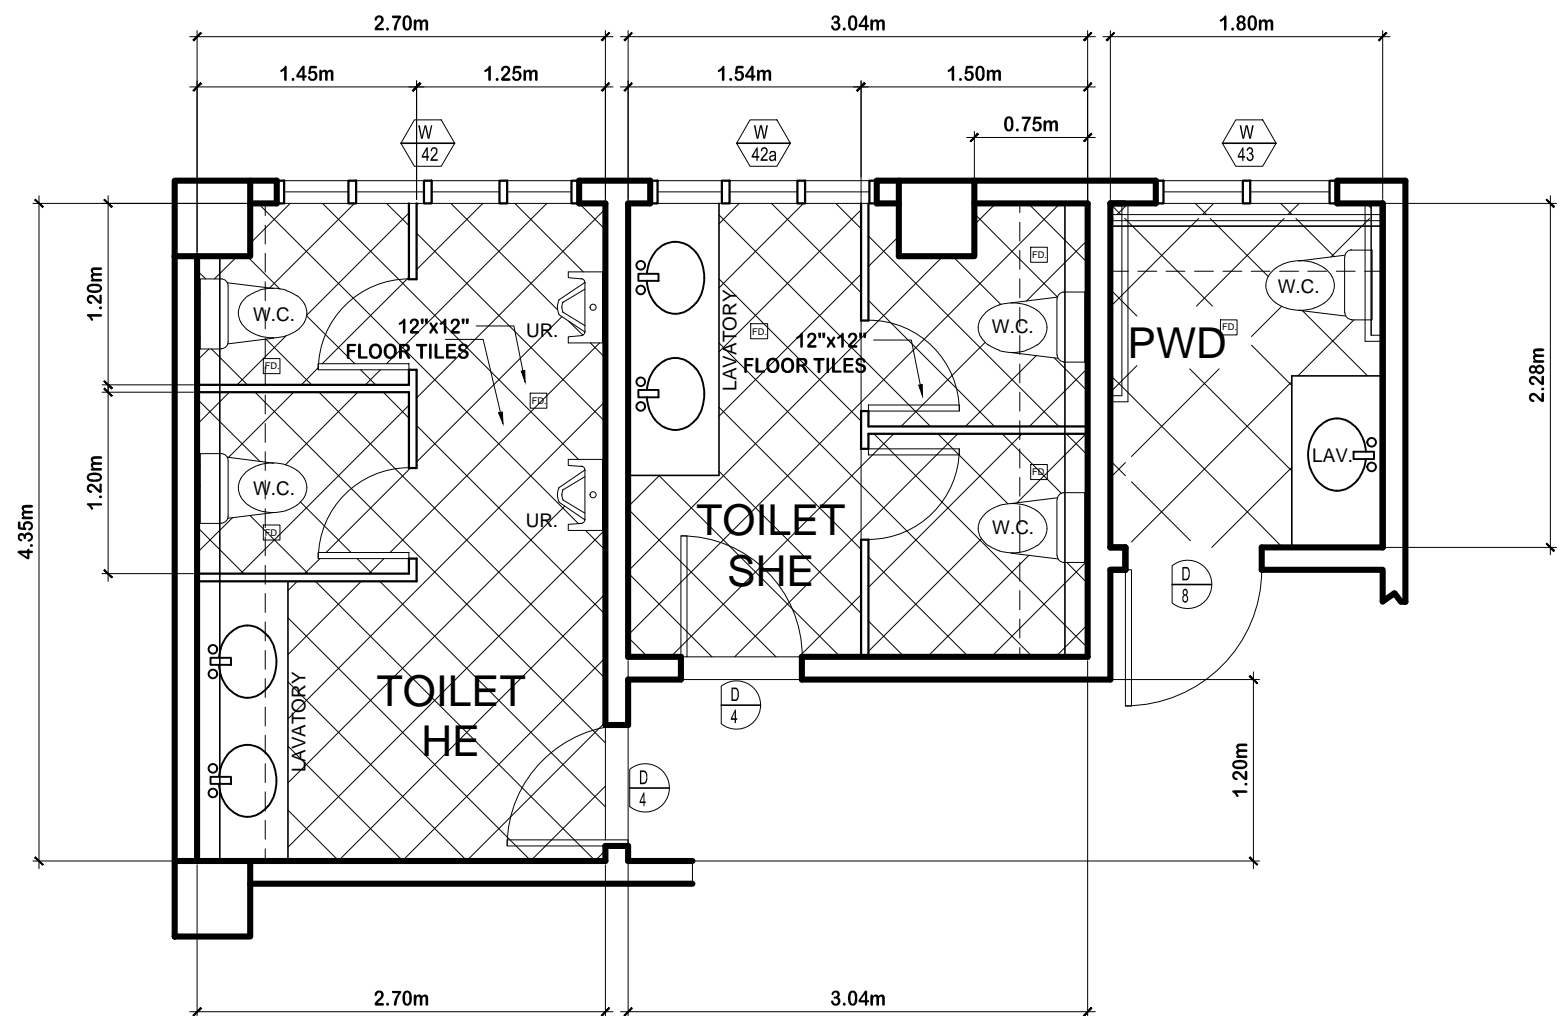 2.70m
3.04m
1.80m
1.45m
1.25m
1.54m
1.50m
0.75m
W
42
W
42a
W
43
1.20m
1.20m
4.35m
2.28m
1.20m
W.C.
FD.
12"x12"
FLOOR TILES
UR.
FD.
W.C.
FD.
UR.
LAVATORY
TOILET
HE
LAVATORY
FD.
12"x12"
FLOOR TILES
FD.
W.C.
FD.
W.C.
TOILET
SHE
W.C.
FD.
PWD
LAV.
D
8
D
4
D
4
2.70m
3.04m